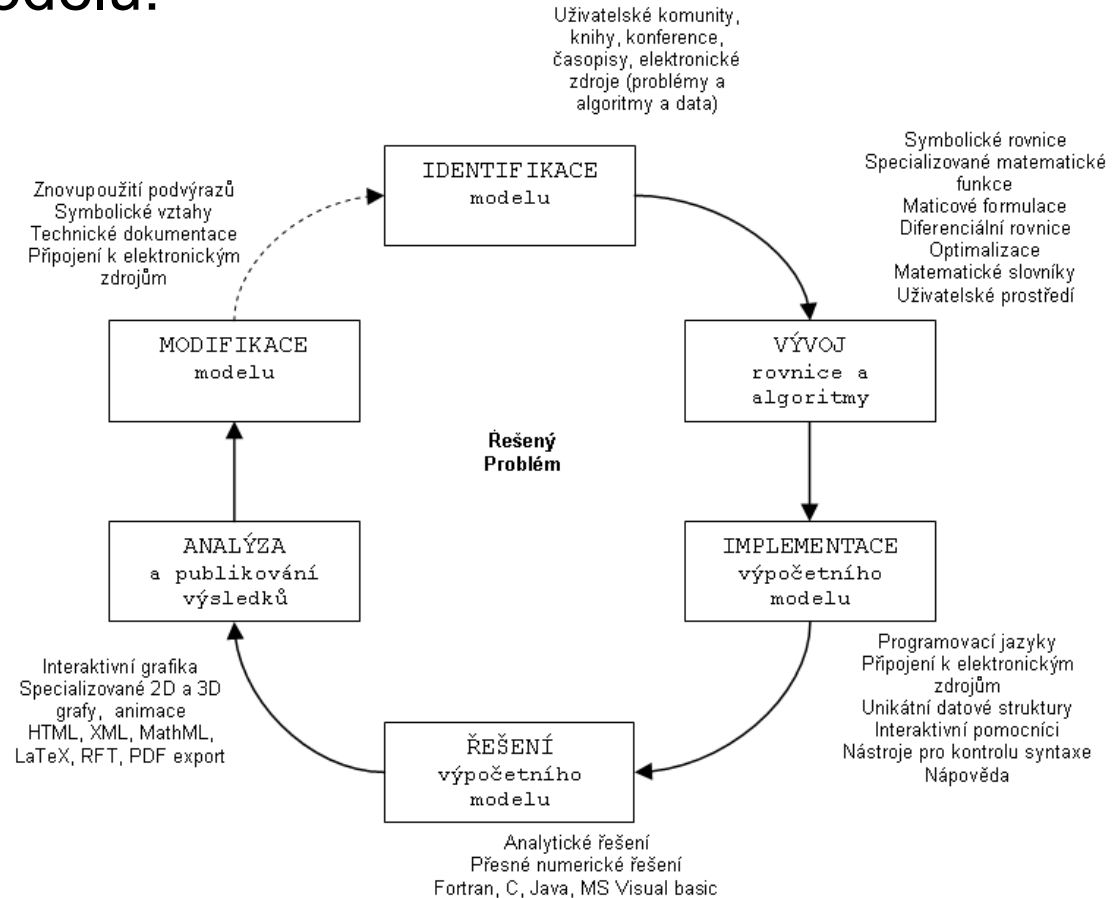 odelu.
Uživatelské komunity,
knihy, konference,
časopisy, elektronické
zdroje (problémy a
algoritmy a data)
IDENTIFIKACE
modelu
Symbolické rovnice
Specializované matematické
funkce
Maticové formulace
Diferenciální rovnice
Optimalizace
Matematické slovníky
Uživatelské prostředí
Znovupoužití podvýrazů
Symbolické vztahy
Technické dokumentace
Připojení k elektronickým
zdrojům
MODIFIKACE
modelu
VÝVOJ
rovnice a
algoritmy
Řešený
Problém
ANALÝZA
a publikování
výsledků
IMPLEMENTACE
výpočetního
modelu
Programovací jazyky
Připojení k elektronickým
zdrojům
Unikátní datové struktury
Interaktivní pomocníci
Nástroje pro kontrolu syntaxe
Nápověda
Interaktivní grafika
Specializované 2D a 3D
grafy, animace
HTML, XML, MathML,
LaTeX, RFT, PDF export
ŘEŠENÍ
výpočetního
modelu
Analytické řešení
Přesné numerické řešení
Fortran, C, Java, MS Visual basic